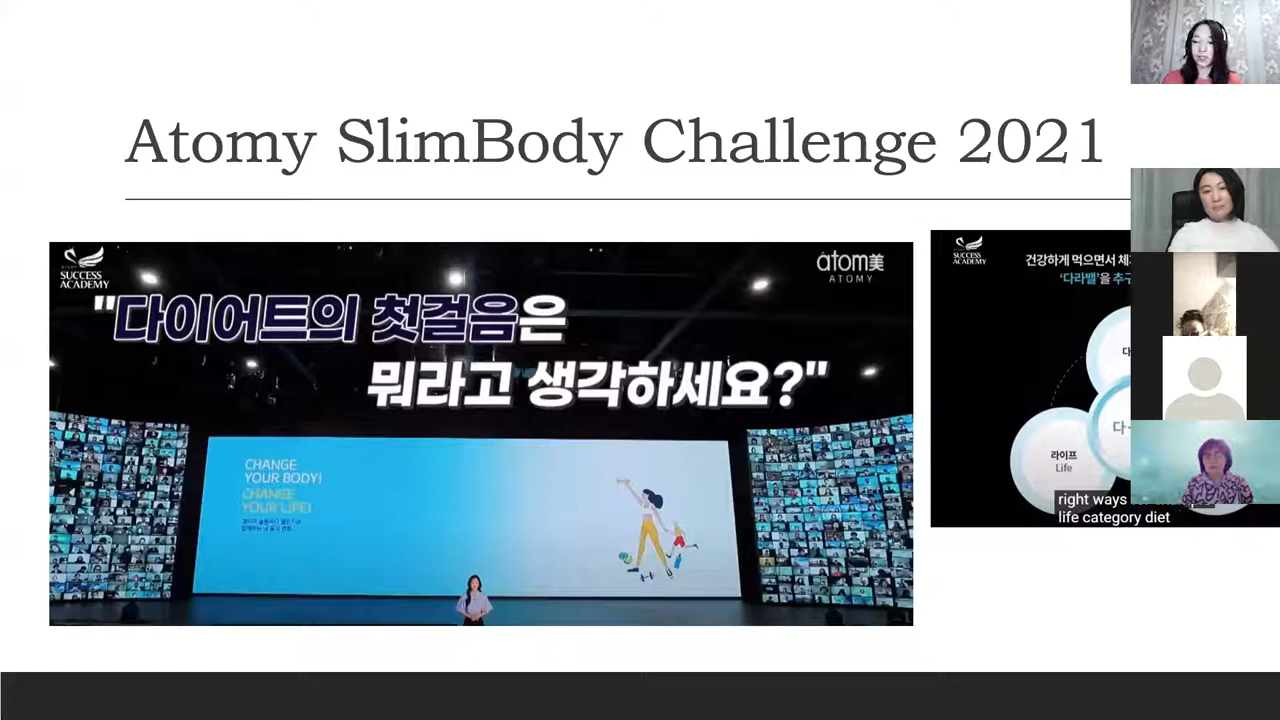 Atomy SlimBody Challenge 2021
SUCCESS
ACADEMY
atom美
ATOMY
"다이어트의 첫걸음은
뭐라고 생각하세요?"
CHANGE
YOUR BODY!
CHANGE
YOUR LIFE!
SUCCESS
ACADEMY
건강하게 먹으면서
'다라밸'을 추구
라이프
Life
right ways
life category diet